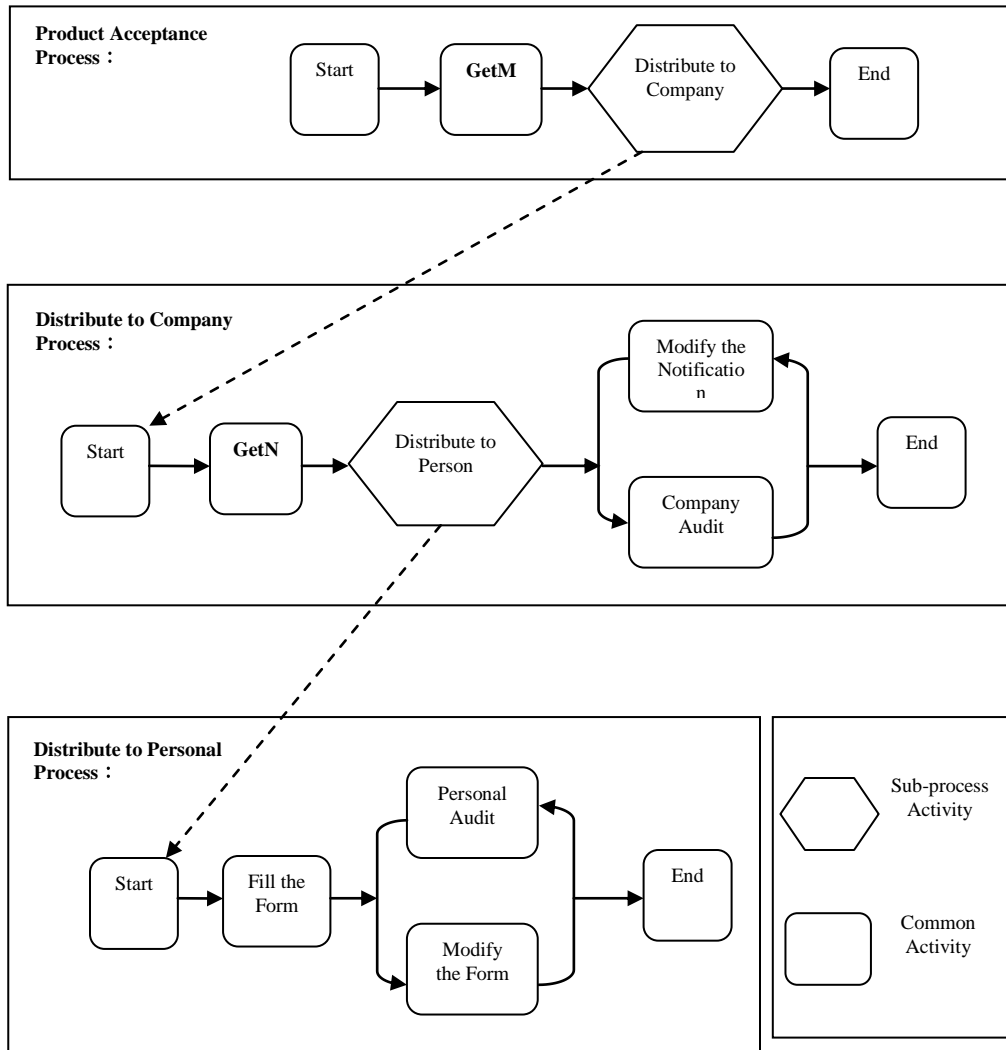 Product Acceptance
Process：
Start
GetM
Distribute to
Company
End
Distribute to Company
Process：
Start
GetN
Distribute to
Person
Modify the
Notificatio
n
Company
Audit
End
Distribute to Personal
Process：
Start
Fill the
Form
Personal
Audit
Modify
the Form
End
Sub-process
Activity
Common
Activity